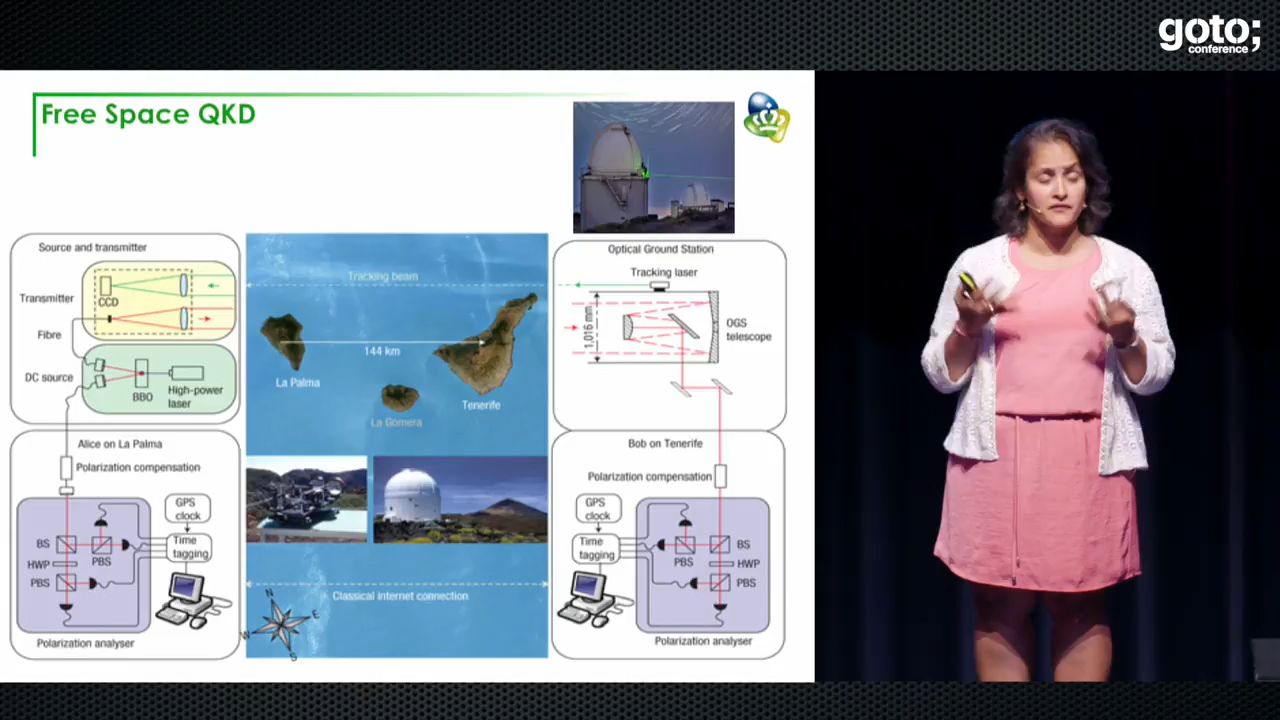 goto;
conference
Free Space QKD
Source and transmitter
Transmitter
CCD
Fibre
DC source
BBO
High-power
laser
Alice on La Palma
Polarization compensation
GPS
clock
Time
tagging
BS
PBS
HWP
PBS
Polarization analyser
Tracking beam
144 km
La Palma
La Gomera
Tenerife
Classical internet connection
N
E
W
S
Optical Ground Station
Tracking laser
1,016 mm
OGS
telescope
Bob on Tenerife
Polarization compensation
GPS
clock
Time
tagging
PBS
BS
HWP
PBS
Polarization analyser